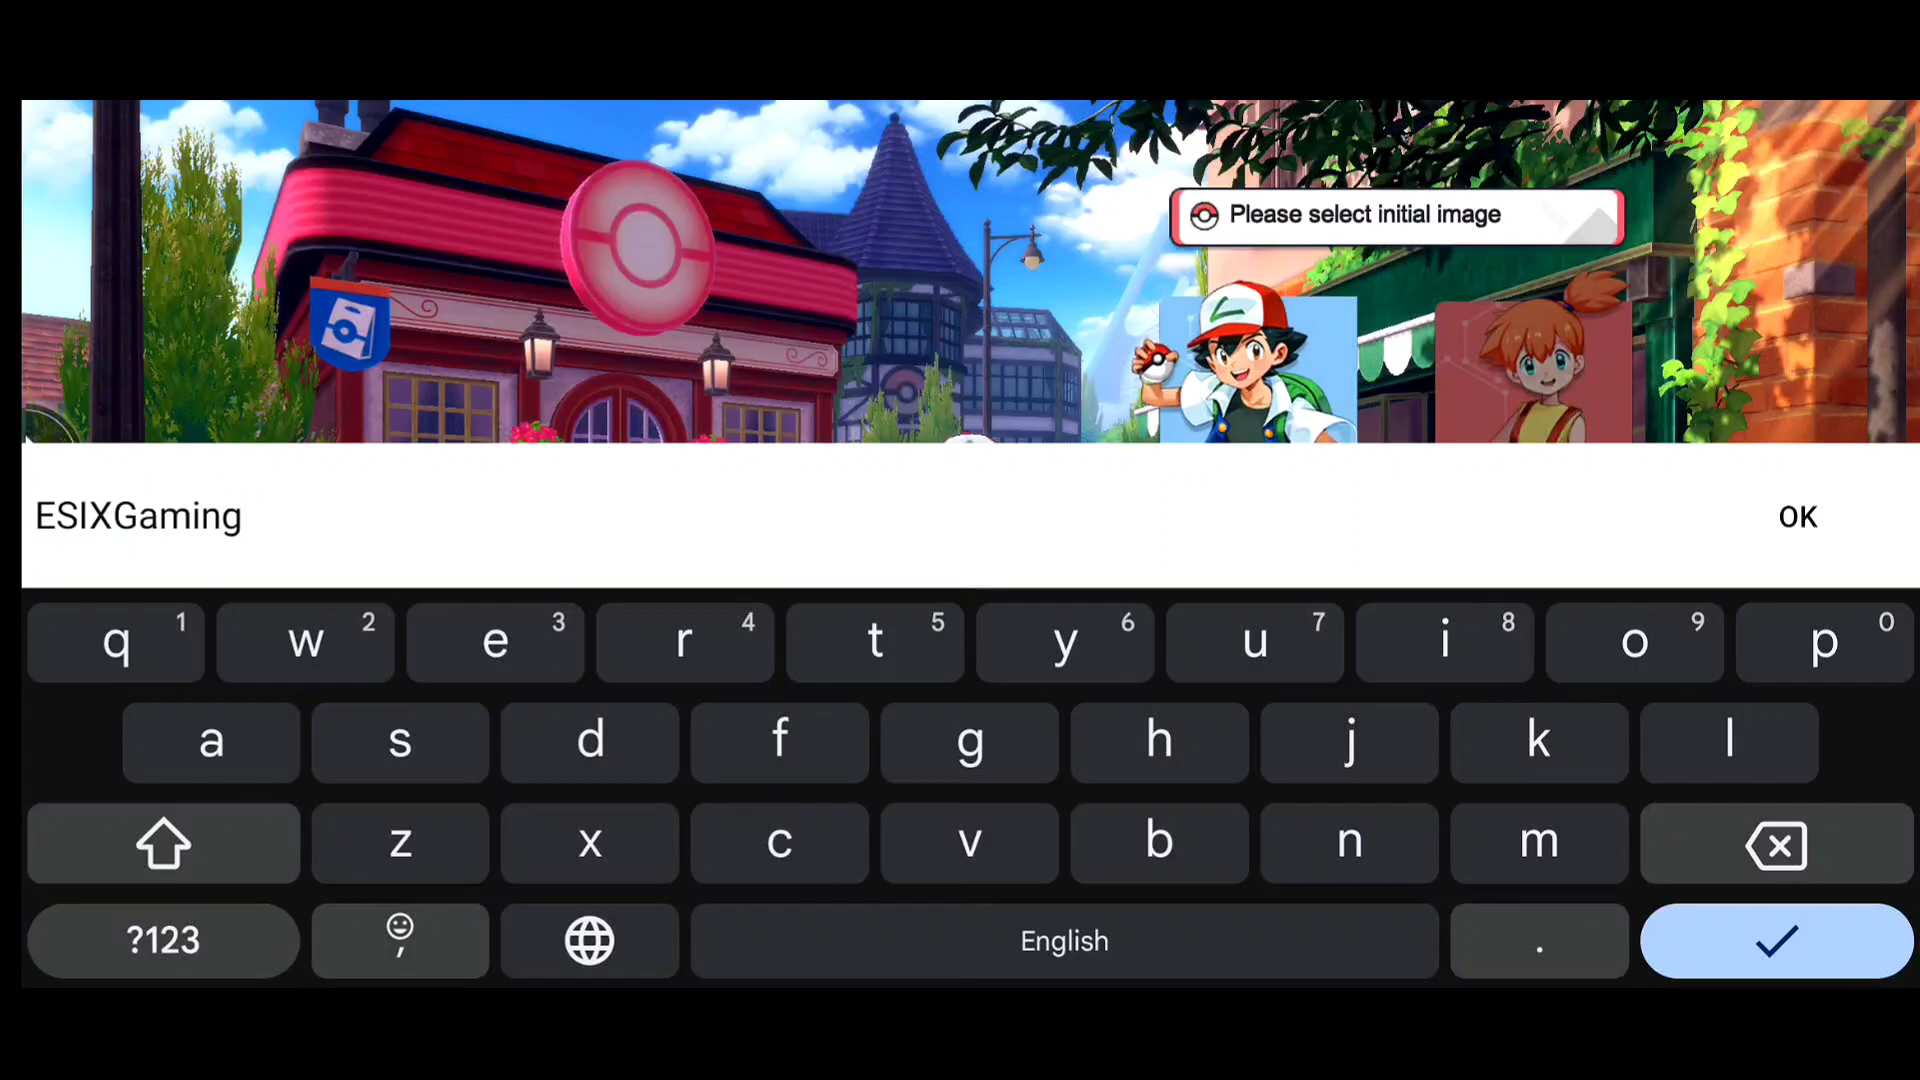 Please select initial image
ESIXGaming
OK
q 1 w 2 e 3 r 4 t 5 y 6 u 7 i 8 o 9 p 0
a s d f g h j k l
z x c v b n m
?123 , English .